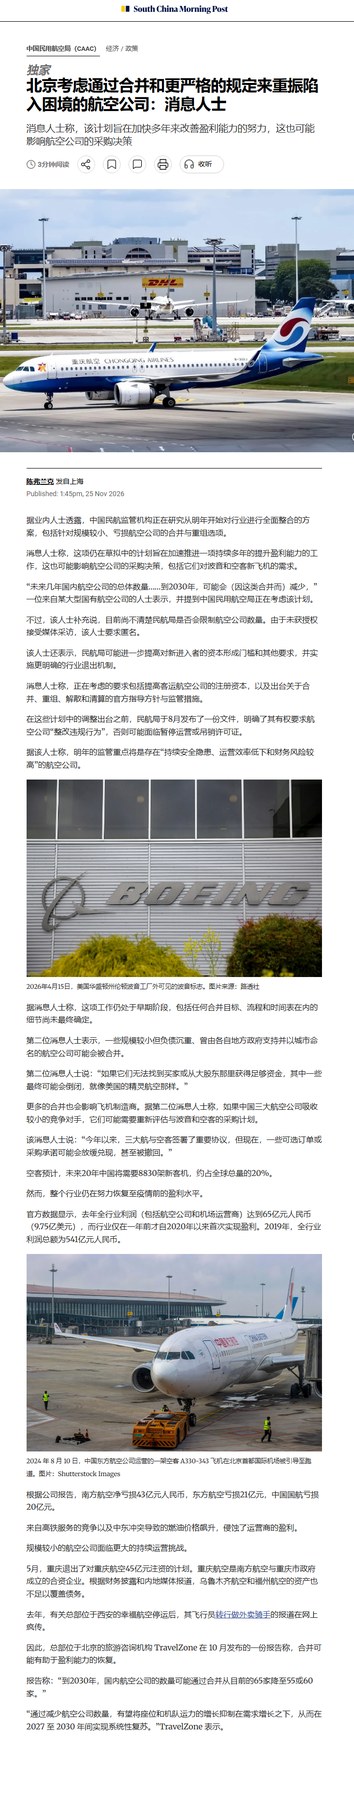 South China Morning Post
中国民用航空局（CAAC） 经济 / 政策
独家
北京考虑通过合并和更严格的规定来重振陷
入困境的航空公司：消息人士
消息人士称，该计划旨在加快多年来改善盈利能力的努力，这也可能
影响航空公司的采购决策
3分钟阅读 收听
DHL
重庆航空 CHONGQING AIRLINES
陈弗兰克 发自上海
Published: 1:45pm, 25 Nov 2026
据业内人士透露，中国民航监管机构正在研究从明年开始对行业进行全面整合的方
案，包括针对规模较小、亏损航空公司的合并与重组选项。
消息人士称，这项仍在草拟中的计划旨在加速推进一项持续多年的提升盈利能力的工
作，这也可能影响航空公司的采购决策，包括它们对波音和空客新飞机的需求。
“未来几年国内航空公司的总体数量……到2030年，可能会（因这类合并而）减少，”
一位来自某大型国有航空公司的人士表示，并提到中国民用航空局正在考虑该计划。
不过，该人士补充说，目前尚不清楚民航局是否会限制航空公司数量。由于未获授权
接受媒体采访，该人士要求匿名。
该人士还表示，民航局可能进一步提高对新进入者的资本形成门槛和其他要求，并实
施更明确的行业退出机制。
消息人士称，正在考虑的要求包括提高客运航空公司的注册资本，以及出台关于合
并、重组、解散和清算的官方指导方针与监管措施。
在这些计划中的调整出台之前，民航局于8月发布了一份文件，明确了其有权要求航
空公司“整改违规行为”，否则可能面临暂停运营或吊销许可证。
据该人士称，明年的监管重点将是存在“持续安全隐患、运营效率低下和财务风险较
高”的航空公司。
BOEING
2026年4月15日，美国华盛顿州伦顿波音工厂外可见的波音标志。图片来源：路透社
据消息人士称，这项工作仍处于早期阶段，包括任何合并目标、流程和时间表在内的
细节尚未最终确定。
第二位消息人士表示，一些规模较小但负债沉重、曾由各自地方政府支持并以城市命
名的航空公司可能会被合并。
第二位消息人士说：“如果它们无法找到买家或从大股东那里获得足够资金，其中一些
最终可能会倒闭，就像美国的精灵航空那样。”
更多的合并也会影响飞机制造商。据第二位消息人士称，如果中国三大航空公司吸收
较小的竞争对手，它们可能需要重新评估与波音和空客的采购计划。
该消息人士说：“今年以来，三大航与空客签署了重要协议，但现在，一些可选订单或
采购承诺可能会放缓兑现，甚至被撤回。”
空客预计，未来20年中国将需要8830架新客机，约占全球总量的20%。
然而，整个行业仍在努力恢复至疫情前的盈利水平。
官方数据显示，去年全行业利润（包括航空公司和机场运营商）达到65亿元人民币
（9.75亿美元），而行业仅在一年前才自2020年以来首次实现盈利。2019年，全行业
利润总额为541亿元人民币。
2024 年 8 月 10 日，中国东方航空公司运营的一架空客 A330-343 飞机在北京首都国际机场被引导至跑
道。图片：Shutterstock Images
根据公司报告，南方航空净亏损43亿元人民币，东方航空亏损21亿元，中国国航亏损
20亿元。
来自高铁服务的竞争以及中东冲突导致的燃油价格飙升，侵蚀了运营商的盈利。
规模较小的航空公司面临更大的持续运营挑战。
5月，重庆退出了对重庆航空45亿元注资的计划。重庆航空是南方航空与重庆市政府
成立的合资企业。根据财务披露和内地媒体报道，乌鲁木齐航空和福州航空的资产也
不足以覆盖债务。
去年，有关总部位于西安的幸福航空停运后，其飞行员转行做外卖骑手的报道在网上
疯传。
因此，总部位于北京的旅游咨询机构 TravelZone 在 10 月发布的一份报告称，合并可
能有助于盈利能力的恢复。
报告称：“到2030年，国内航空公司的数量可能通过合并从目前的65家降至55或60
家。”
“通过减少航空公司数量，有望将座位和机队运力的增长抑制在需求增长之下，从而在
2027 至 2030 年间实现系统性复苏。”TravelZone 表示。